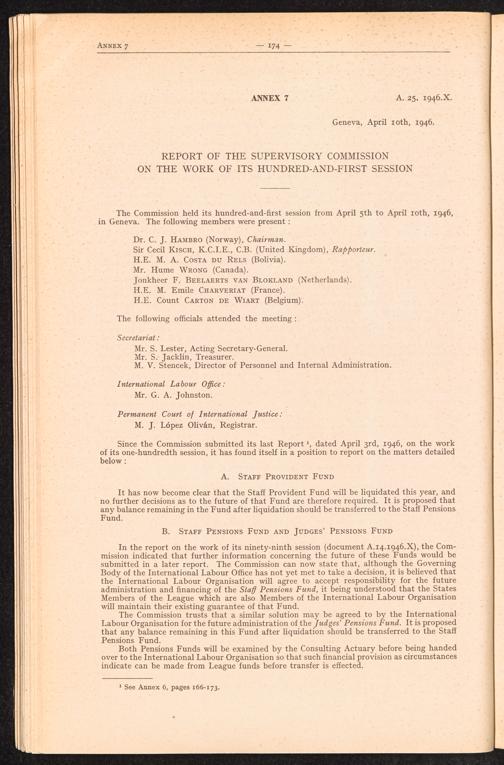 ANNEX 7
— 174 —
ANNEX 7
A. 25. 1946.X.
Geneva, April 10th, 1946.
REPORT OF THE SUPERVISORY COMMISSION
ON THE WORK OF ITS HUNDRED-AND-FIRST SESSION
The Commission held its hundred-and-first session from April 5th to April 10th, 1946,
in Geneva. The following members were present :
Dr. C. J. HAMBRO (Norway), Chairman.
Sir Cecil KISCH, K.C.I.E., C.B. (United Kingdom), Rapporteur.
H.E. M. A. COSTA DU RELS (Bolivia).
Mr. Hume WRONG (Canada).
Jonkheer F. BEELAERTS VAN BLOKLAND (Netherlands).
H.E. M. Emile CHARVERIAT (France).
H.E. Count CARTON DE WIART (Belgium).
The following officials attended the meeting :
Secretariat :
Mr. S. Lester, Acting Secretary-General.
Mr. S. Jacklin, Treasurer.
M. V. Stencek, Director of Personnel and Internal Administration.
International Labour Office :
Mr. G. A. Johnston.
Permanent Court of International Justice :
M. J. López Oliván, Registrar.
Since the Commission submitted its last Report ¹, dated April 3rd, 1946, on the work
of its one-hundredth session, it has found itself in a position to report on the matters detailed
below :
A. STAFF PROVIDENT FUND
It has now become clear that the Staff Provident Fund will be liquidated this year, and
no further decisions as to the future of that Fund are therefore required. It is proposed that
any balance remaining in the Fund after liquidation should be transferred to the Staff Pensions
Fund.
B. STAFF PENSIONS FUND AND JUDGES' PENSIONS FUND
In the report on the work of its ninety-ninth session (document A.14.1946.X), the Com-
mission indicated that further information concerning the future of these Funds would be
submitted in a later report. The Commission can now state that, although the Governing
Body of the International Labour Office has not yet met to take a decision, it is believed that
the International Labour Organisation will agree to accept responsibility for the future
administration and financing of the Staff Pensions Fund, it being understood that the States
Members of the League which are also Members of the International Labour Organisation
will maintain their existing guarantee of that Fund.
The Commission trusts that a similar solution may be agreed to by the International
Labour Organisation for the future administration of the Judges' Pensions Fund. It is proposed
that any balance remaining in this Fund after liquidation should be transferred to the Staff
Pensions Fund.
Both Pensions Funds will be examined by the Consulting Actuary before being handed
over to the International Labour Organisation so that such financial provision as circumstances
indicate can be made from League funds before transfer is effected.
¹ See Annex 6, pages 166-173.